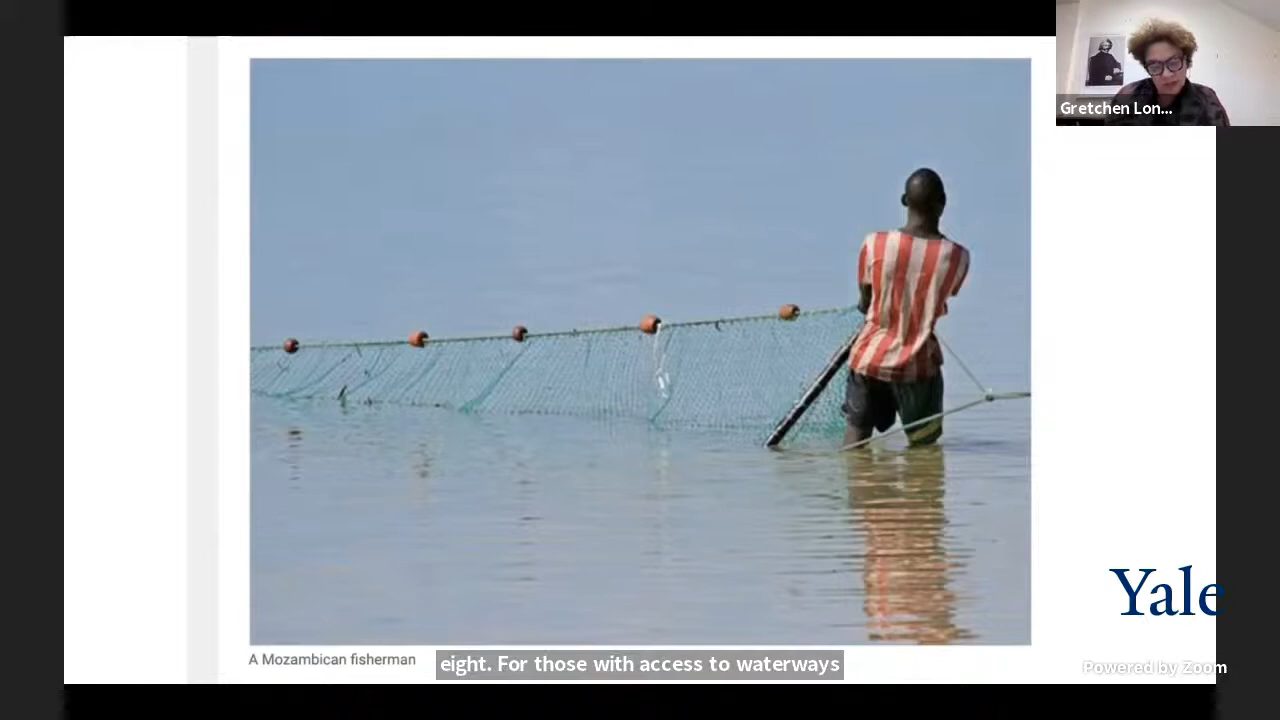 Gretchen Lon...
Yale
A Mozambican fisherman
eight. For those with access to waterways
Powered by Zoom